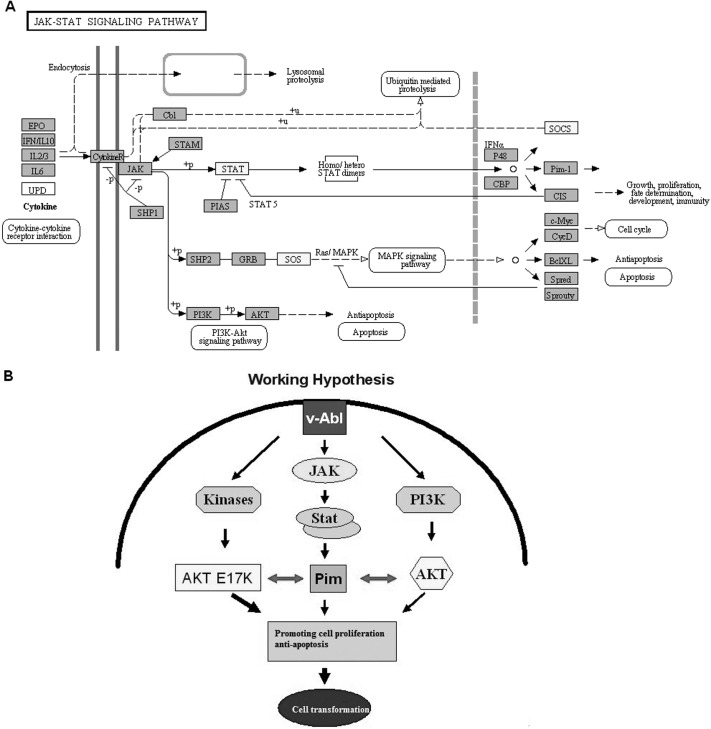 A
JAK-STAT SIGNALING PATHWAY
Endocytosis
Lysosomal
proteolysis
Ubiquitin mediated
proteolysis
Cbl
+u
+u
EPO
IFN/IL10
IL2/3
IL6
UPD
Cytokine
Cytokine-cytokine
receptor interaction
CytokineR
JAK
STAM
-p
-p
SHP1
+p
STAT
PIAS
STAT 5
Homo/ hetero
STAT dimers
IFNα
P48
CBP
SOCS
Pim-1
CIS
Growth, proliferation,
fate determination,
development, immunity
c-Myc
CycD
Cell cycle
+p
SHP2
GRB
SOS
Ras/ MAPK
MAPK signaling
pathway
BclXL
Spred
Sprouty
Antiapoptosis
Apoptosis
+p
PI3K
+p
AKT
PI3K-Akt
signaling pathway
Antiapoptosis
Apoptosis
B
Working Hypothesis
v-Abl
JAK
Kinases
PI3K
Stat
AKT E17K
Pim
AKT
Promoting cell proliferation
anti-apoptosis
Cell transformation